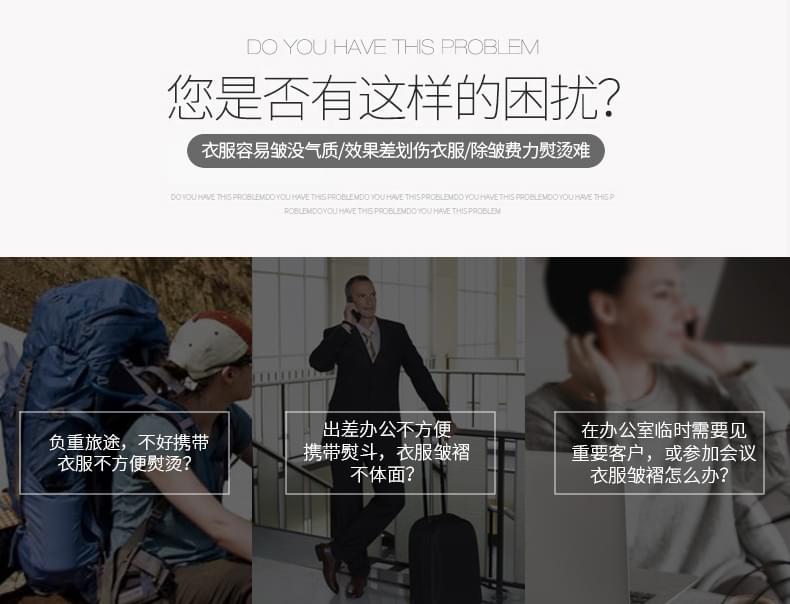 DO YOU HAVE THIS PROBLEM
您是否有这样的困扰?
衣服容易皱没气质/效果差划伤衣服/除皱费力熨烫难
DO YOU HAVE THIS PROBLEMDO YOU HAVE THIS PROBLEMDO YOU HAVE THIS PROBLEMDO YOU HAVE THIS PROBLEMDO YOU HAVE THIS P
ROBLEMDO YOU HAVE THIS PROBLEMDO YOU HAVE THIS PROBLEM
负重旅途，不好携带
衣服不方便熨烫?
出差办公不方便
携带熨斗，衣服皱褶
不体面?
在办公室临时需要见
重要客户，或参加会议
衣服皱褶怎么办?